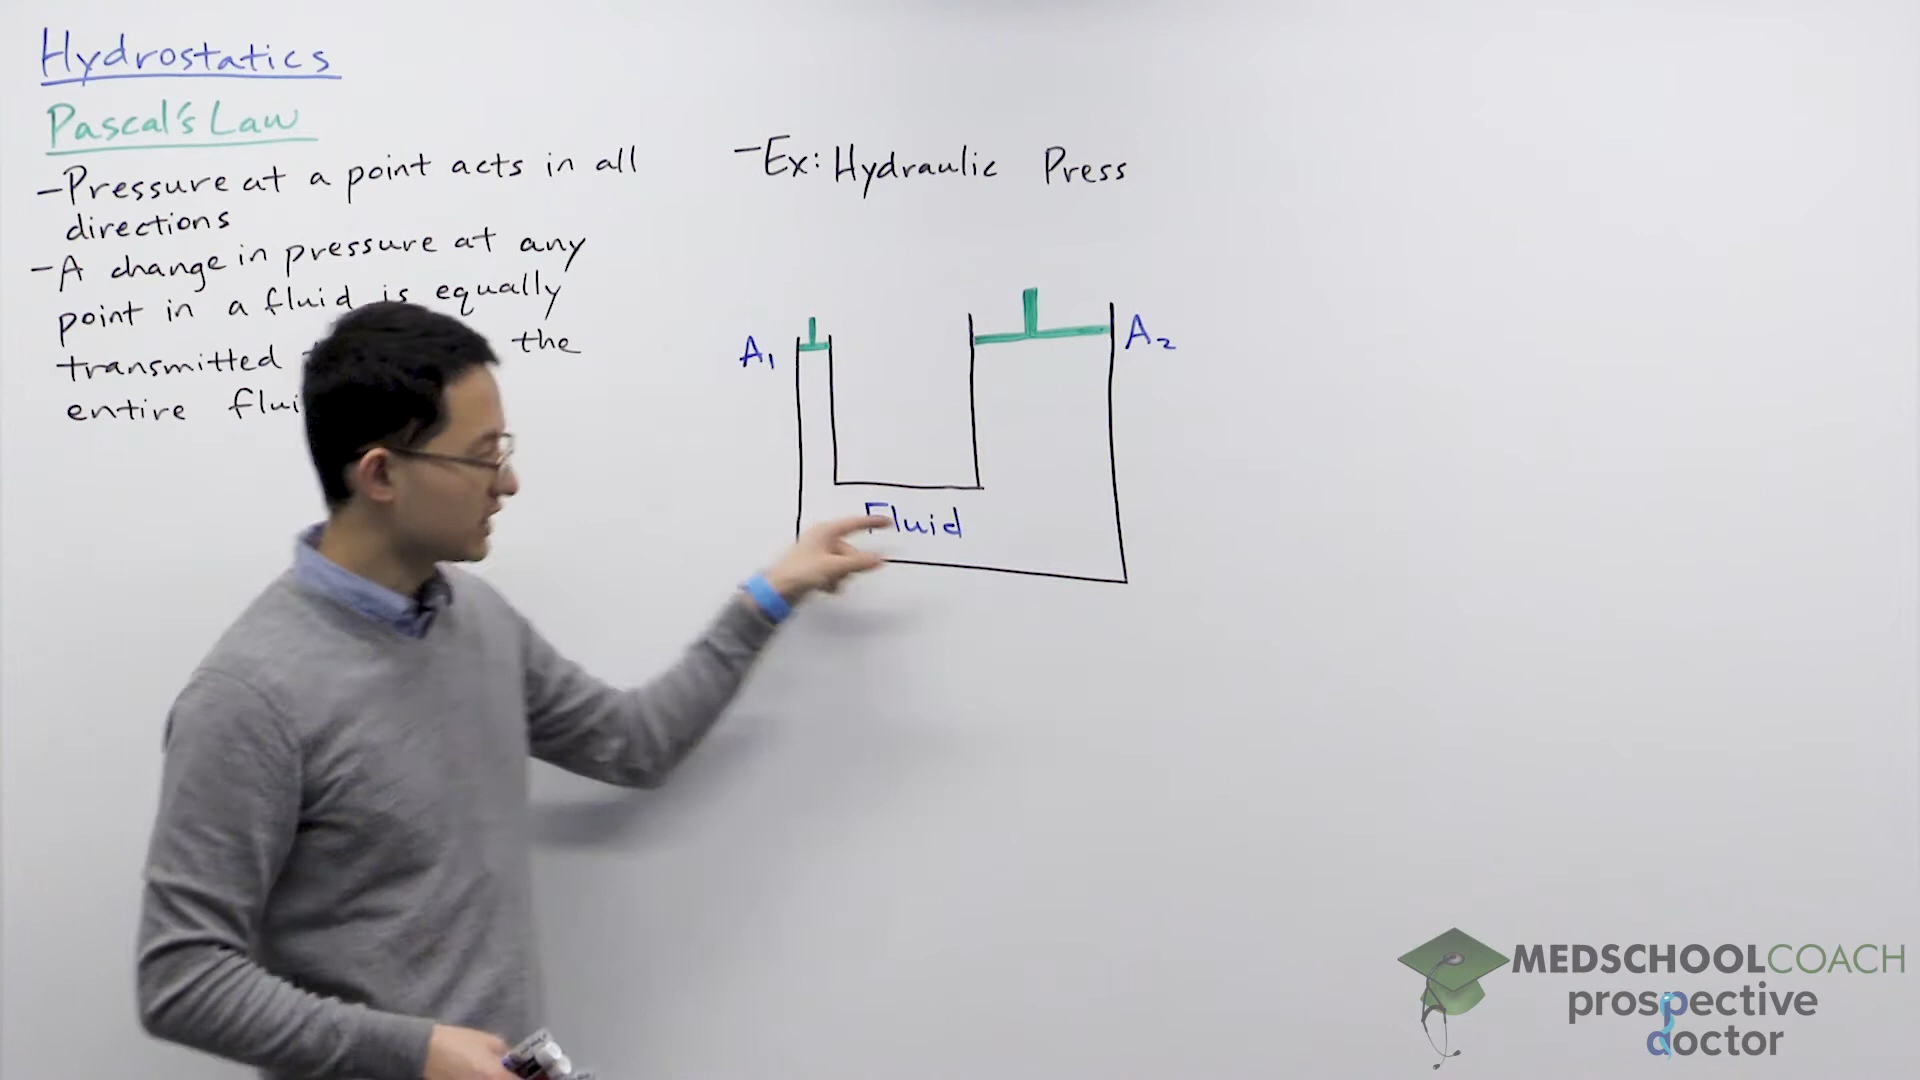 Hydrostatics
Pascal's Law
-Pressure at a point acts in all
directions
-A change in pressure at any
point in a fluid is equally
transmitted the
entire
-Ex: Hydraulic Press
A₁
A₂
Fluid
MEDSCHOOLCOACH
prospective
doctor